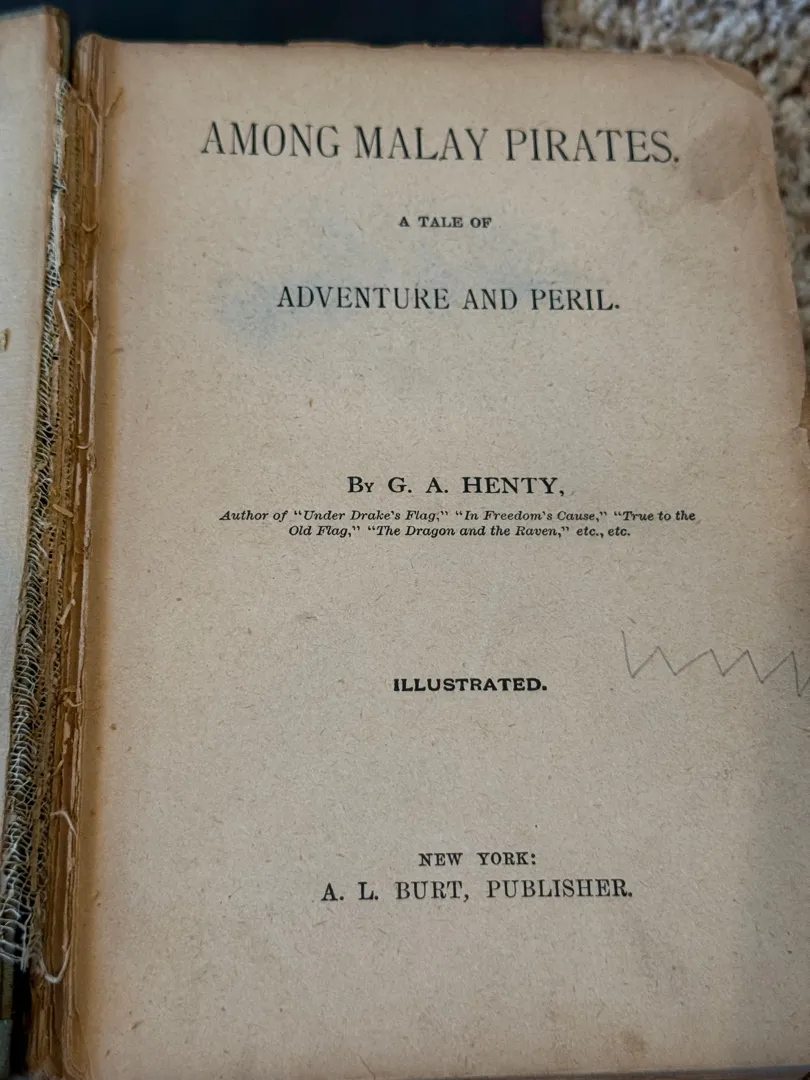 AMONG MALAY PIRATES.
A TALE OF
ADVENTURE AND PERIL.
By G. A. HENTY,
Author of "Under Drake's Flag," "In Freedom's Cause," "True to the
Old Flag," "The Dragon and the Raven," etc., etc.
ILLUSTRATED.
NEW YORK:
A. L. BURT, PUBLISHER.